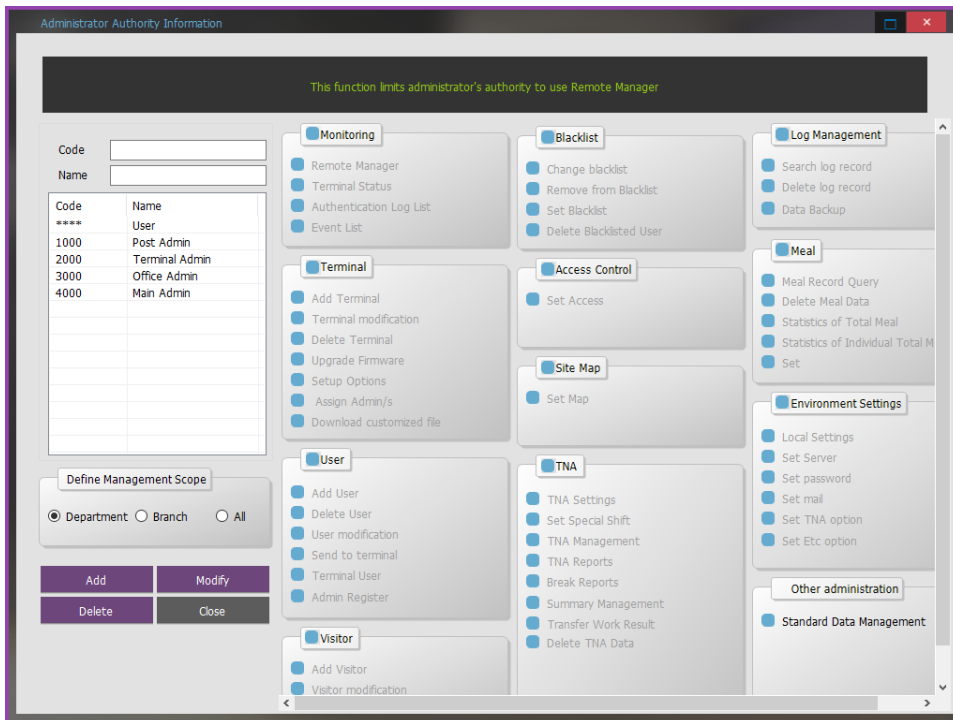 Administrator Authority Information
This function limits administrator's authority to use Remote Manager
Code
Name
Code Name
**** User
1000 Post Admin
2000 Terminal Admin
3000 Office Admin
4000 Main Admin
Define Management Scope
Department Branch All
Add Modify
Delete Close
Monitoring
Remote Manager
Terminal Status
Authentication Log List
Event List
Terminal
Add Terminal
Terminal modification
Delete Terminal
Upgrade Firmware
Setup Options
Assign Admin/s
Download customized file
User
Add User
Delete User
User modification
Send to terminal
Terminal User
Admin Register
Visitor
Add Visitor
Visitor modification
Blacklist
Change blacklist
Remove from Blacklist
Set Blacklist
Delete Blacklisted User
Access Control
Set Access
Site Map
Set Map
TNA
TNA Settings
Set Special Shift
TNA Management
TNA Reports
Break Reports
Summary Management
Transfer Work Result
Delete TNA Data
Log Management
Search log record
Delete log record
Data Backup
Meal
Meal Record Query
Delete Meal Data
Statistics of Total Meal
Statistics of Individual Total M
Set
Environment Settings
Local Settings
Set Server
Set password
Set mail
Set TNA option
Set Etc option
Other administration
Standard Data Management